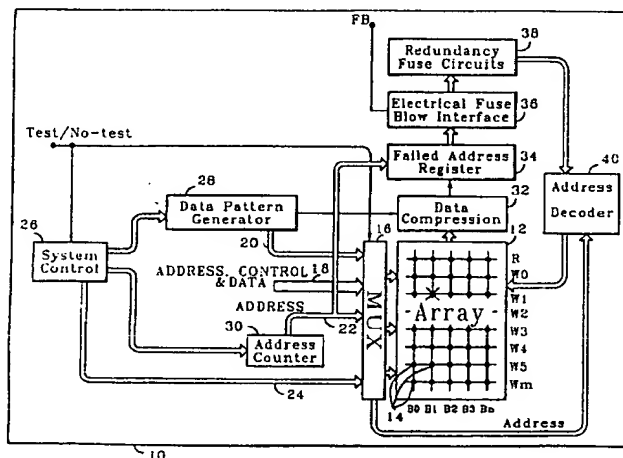 FB
38
Redundancy
Fuse Circuits
Electrical Fuse
Blow Interface
36
Test/No-test
34
Failed Address
Register
40
28
32
Data Pattern
Generator
Data
Compression
Address
Decoder
26
16
12
20
System
Control
ADDRESS, CONTROL
& DATA
18
MUX
R
W0
W1
W2
-Array-
W3
W4
W5
Wm
ADDRESS
22
30
Address
Counter
24
14
B0 B1 B2 B3 Bn
Address
10